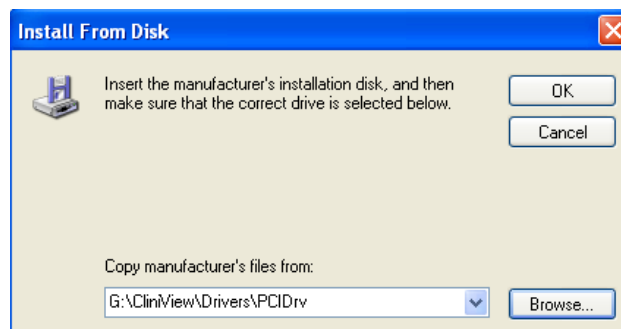 Install From Disk
Insert the manufacturer's installation disk, and then
make sure that the correct drive is selected below.
OK
Cancel
Copy manufacturer's files from:
G:\CliniView\Drivers\PCIDrv
Browse...